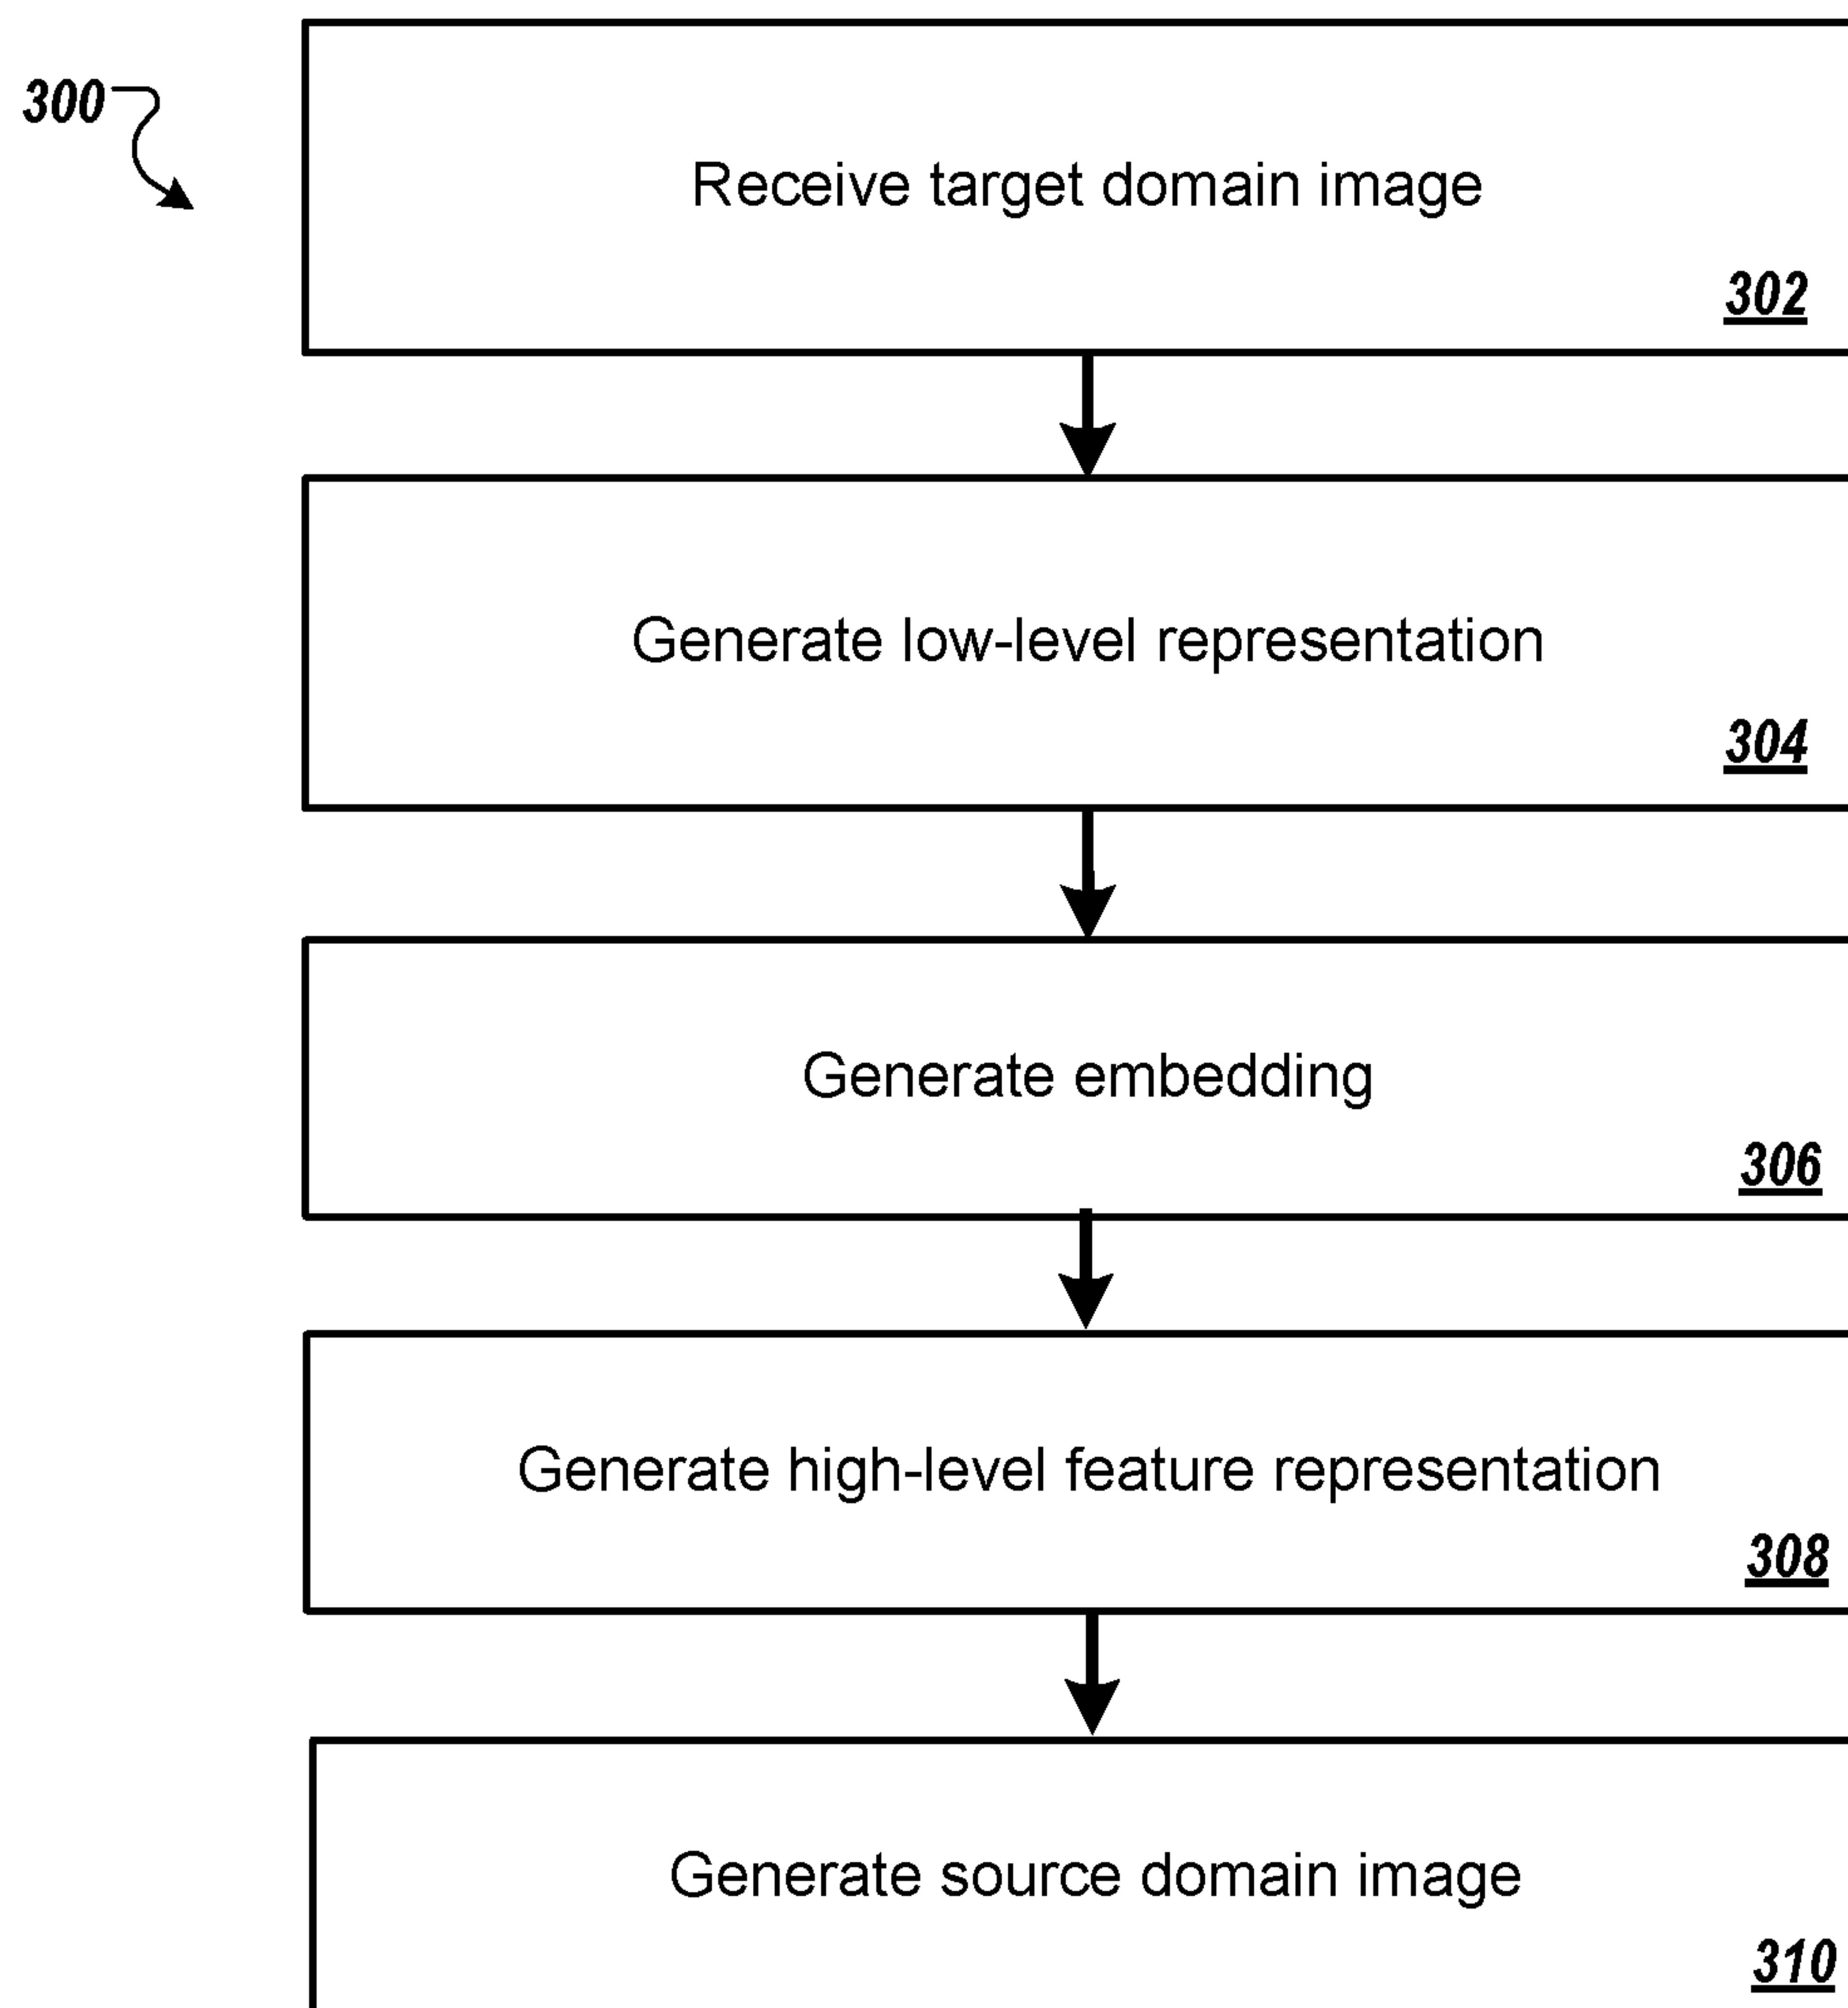 300
Receive target domain image
302
Generate low-level representation
304
Generate embedding
306
Generate high-level feature representation
308
Generate source domain image
310